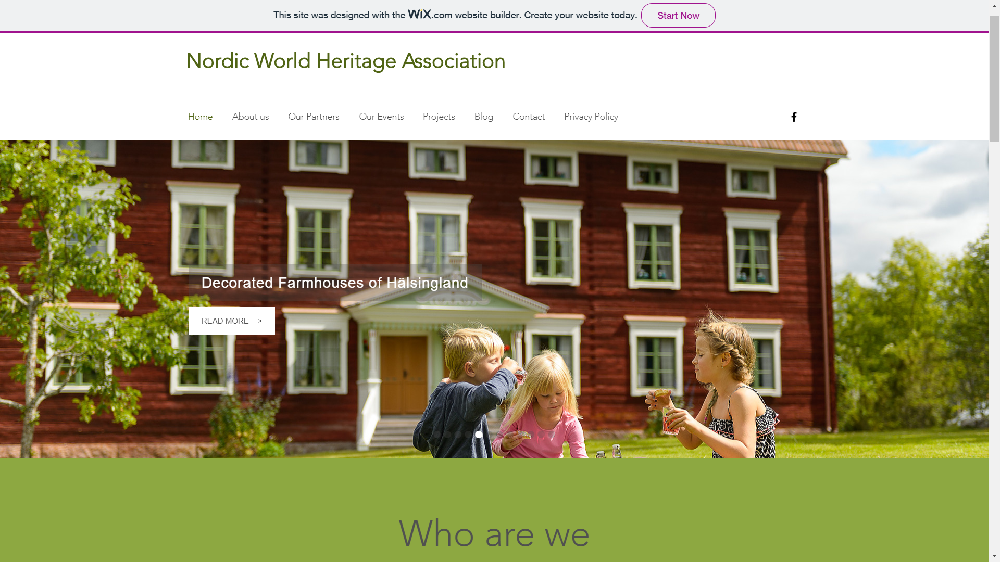 This site was designed with the WiX.com website builder. Create your website today.
Start Now
Nordic World Heritage Association
Home
About us
Our Partners
Our Events
Projects
Blog
Contact
Privacy Policy
Decorated Farmhouses of Hälsingland
READ MORE >
Who are we